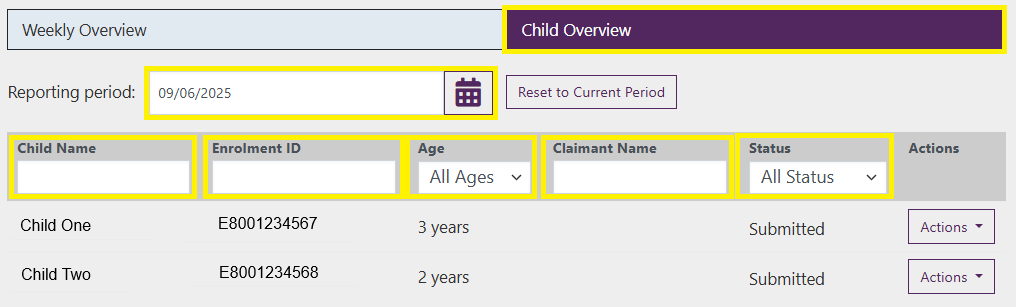 Weekly Overview Child Overview
Reporting period: 09/06/2025 Reset to Current Period
Child Name Enrolment ID Age Claimant Name Status Actions
All Ages All Status
Child One E8001234567 3 years Submitted Actions
Child Two E8001234568 2 years Submitted Actions